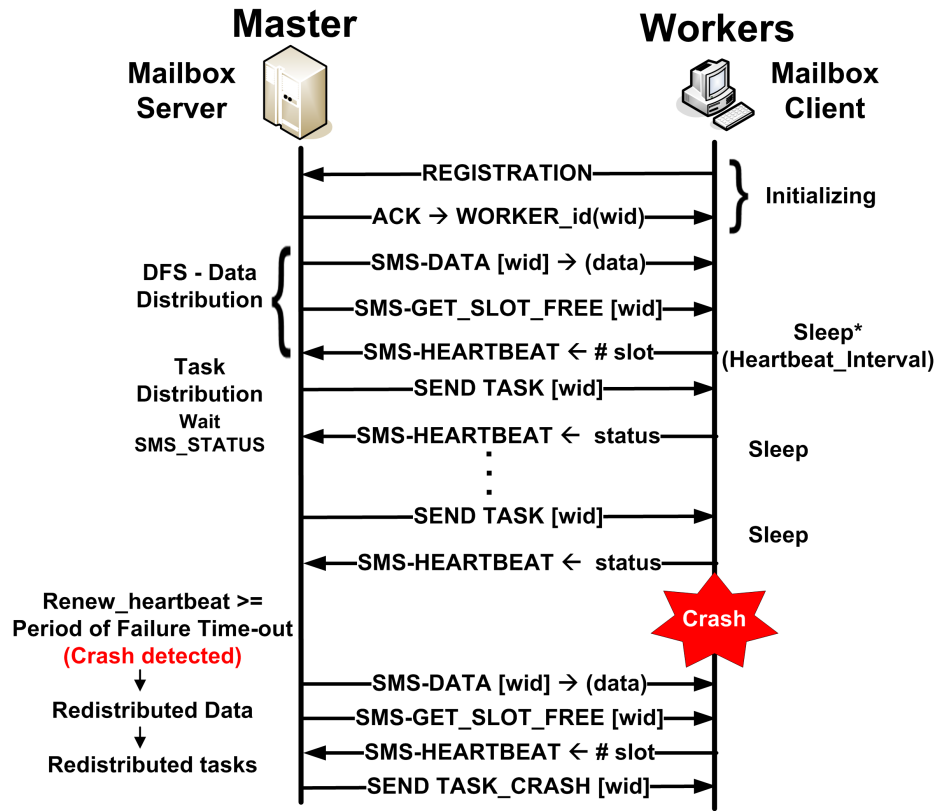 Master
Workers
Mailbox
Server
Mailbox
Client
REGISTRATION
Initializing
ACK → WORKER_id(wid)
DFS - Data
Distribution
SMS-DATA [wid] → (data)
SMS-GET_SLOT_FREE [wid]
SMS-HEARTBEAT ← # slot
Sleep*
(Heartbeat_Interval)
Task
Distribution
Wait
SMS_STATUS
SEND TASK [wid]
SMS-HEARTBEAT ← status
Sleep
SEND TASK [wid]
Sleep
SMS-HEARTBEAT ← status
Crash
Renew_heartbeat >=
Period of Failure Time-out
(Crash detected)
Redistributed Data
Redistributed tasks
SMS-DATA [wid] → (data)
SMS-GET_SLOT_FREE [wid]
SMS-HEARTBEAT ← # slot
SEND TASK_CRASH [wid]